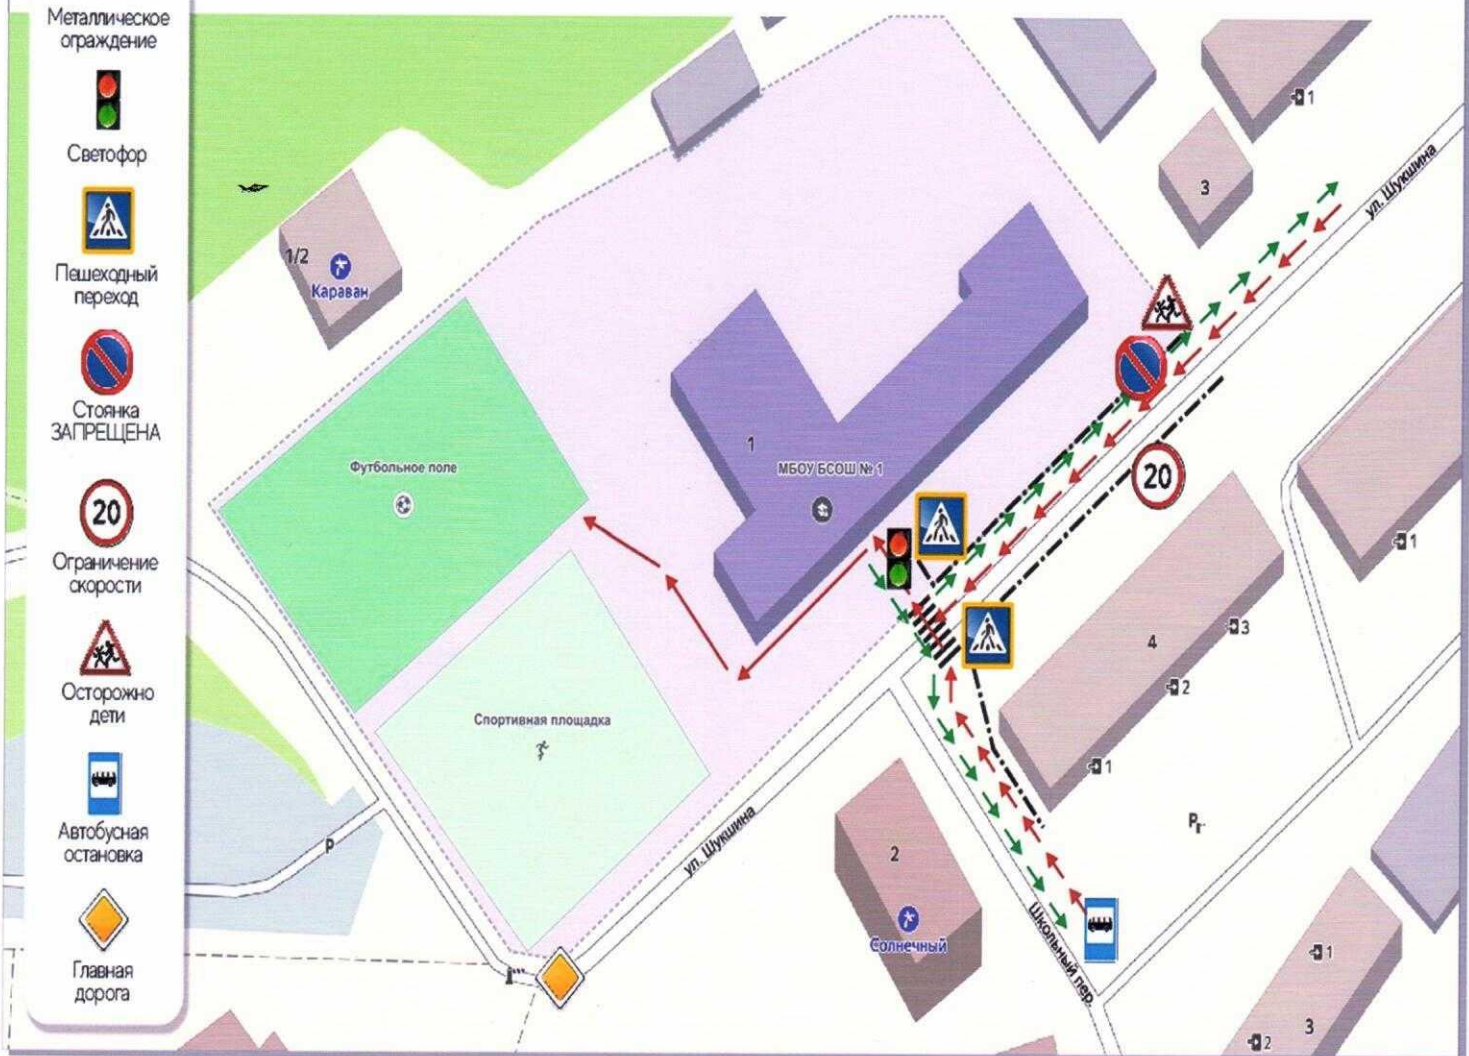 Металлическое
ограждение
Светофор
Пешеходный
переход
Стоянка
ЗАПРЕЩЕНА
20
Ограничение
скорости
Осторожно
дети
Автобусная
остановка
Главная
дорога
1
3
ул. Шукшина
1/2
Караван
Футбольное поле
1
МБОУ БСОШ № 1
20
1
4
3
2
1
Спортивная площадка
ул. Шукшина
P
P
2
Солнечный
Школьный пер.
1
3
2